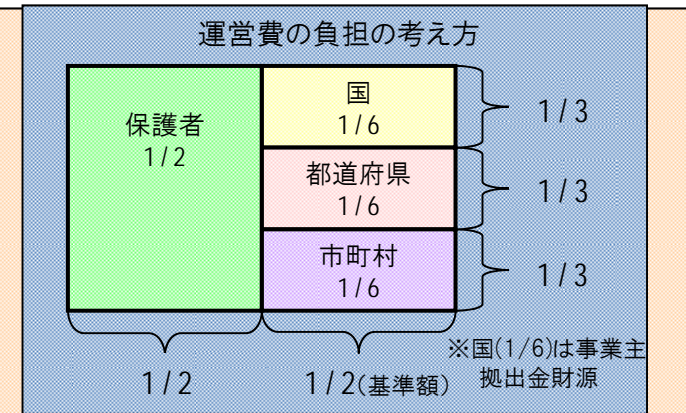 運営費の負担の考え方
保護者
1/2
国
1/6
都道府県
1/6
市町村
1/6
1/3
1/3
1/3
1/2
1/2(基準額)
※国(1/6)は事業主
拠出金財源